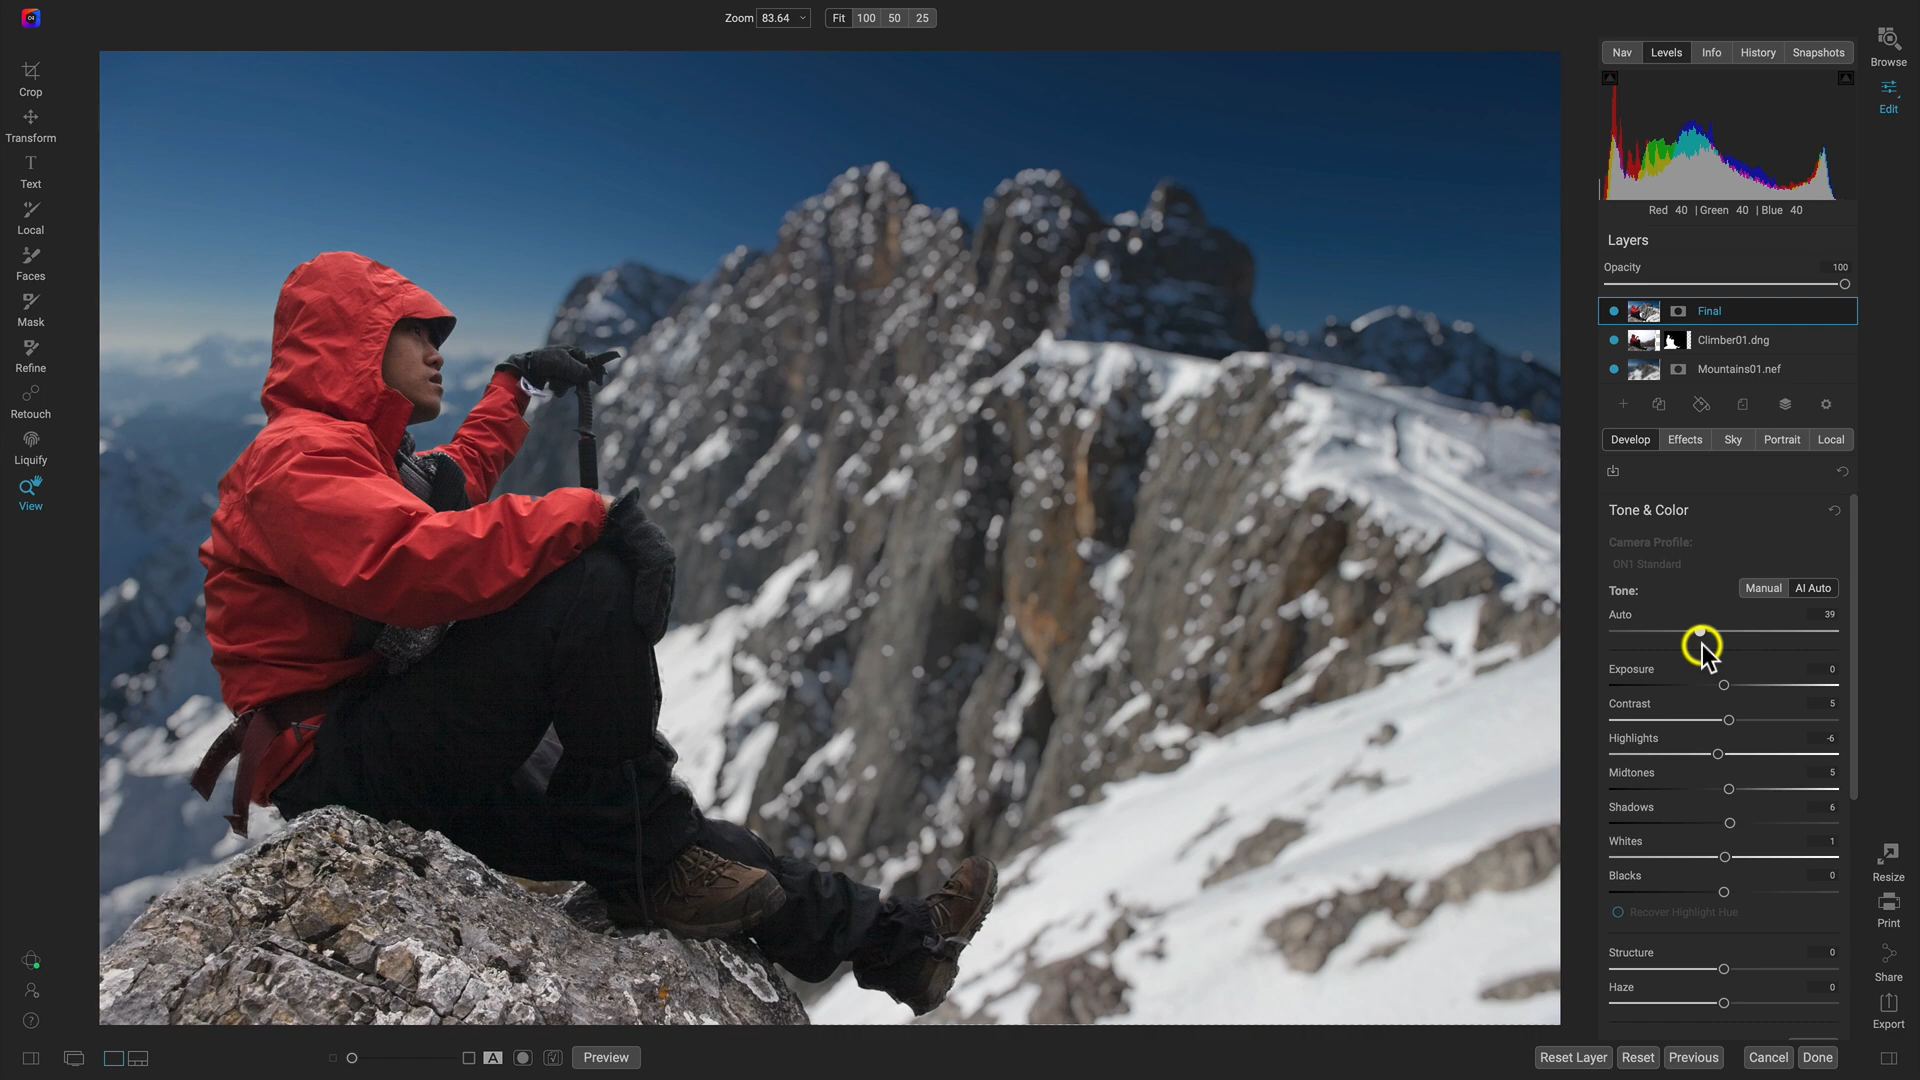 Zoom 83.64 Fit 100 50 25
Crop
Transform
Text
Local
Faces
Mask
Refine
Retouch
Liquify
View
Nav Levels Info History Snapshots
Red 40 | Green 40 | Blue 40
Layers
Opacity 100
Final
Climber01.dng
Mountains01.nef
Develop Effects Sky Portrait Local
Tone & Color
Camera Profile:
ON1 Standard
Tone: Manual AI Auto
Auto 39
Exposure 0
Contrast 5
Highlights -6
Midtones 5
Shadows 6
Whites 1
Blacks 0
Recover Highlight Hue
Structure 0
Haze 0
Browse
Edit
Resize
Print
Share
Export
A
Preview
Reset Layer Reset Previous Cancel Done